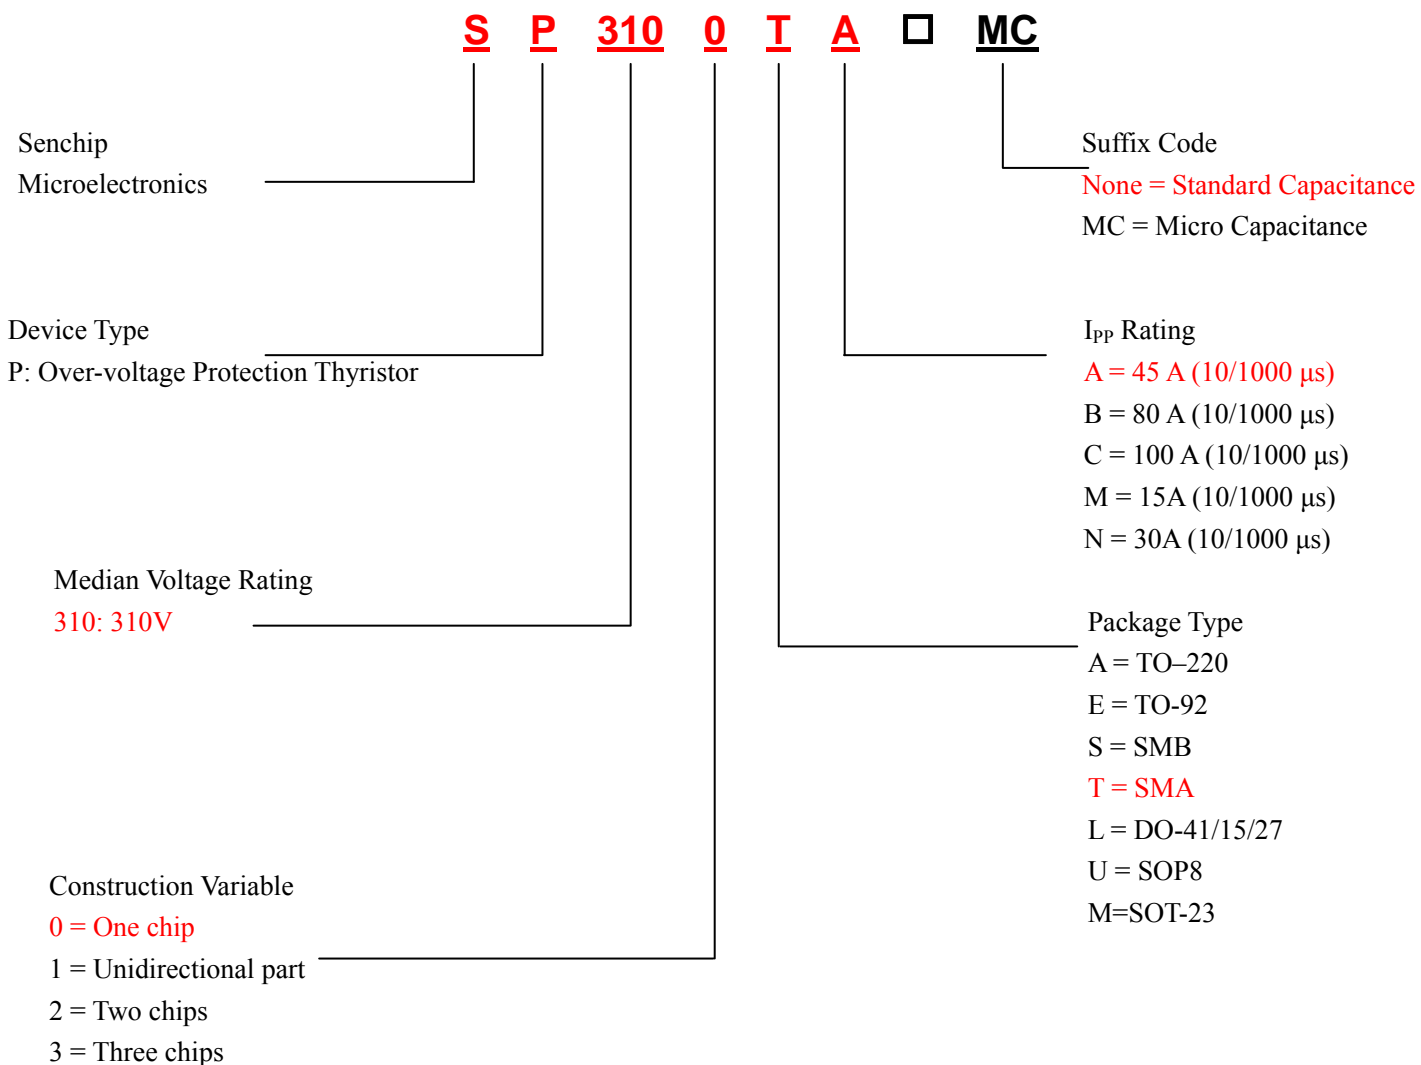 S P 310 0 T A □ MC
Senchip
Microelectronics
Suffix Code
None = Standard Capacitance
MC = Micro Capacitance
Device Type
P: Over-voltage Protection Thyristor
IPP Rating
A = 45 A (10/1000 μs)
B = 80 A (10/1000 μs)
C = 100 A (10/1000 μs)
M = 15A (10/1000 μs)
N = 30A (10/1000 μs)
Median Voltage Rating
310: 310V
Package Type
A = TO–220
E = TO-92
S = SMB
T = SMA
L = DO-41/15/27
U = SOP8
M=SOT-23
Construction Variable
0 = One chip
1 = Unidirectional part
2 = Two chips
3 = Three chips